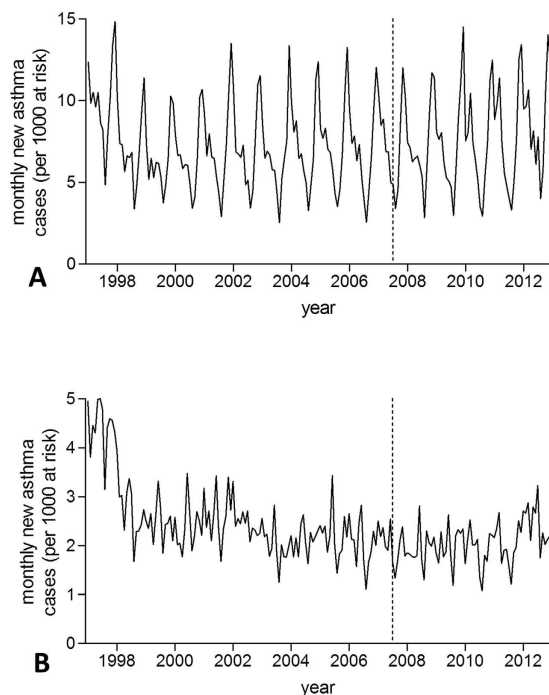 monthly new asthma
cases (per 1000 at risk)
15
10
5
0
1998 2000 2002 2004 2006 2008 2010 2012
year
A
monthly new asthma
cases (per 1000 at risk)
5
4
3
2
1
0
1998 2000 2002 2004 2006 2008 2010 2012
year
B